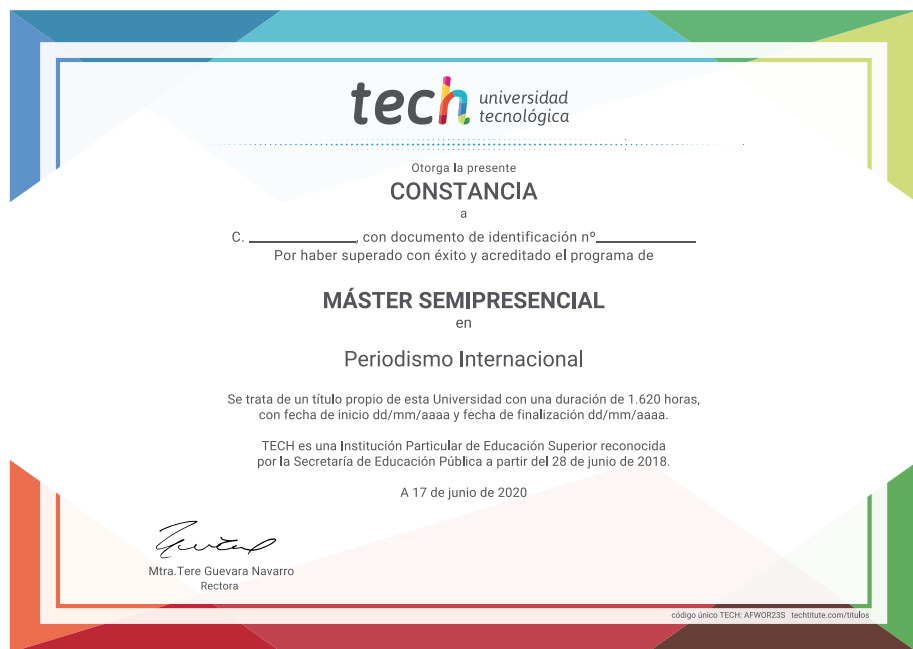 tech universidad
tecnológica
Otorga la presente
CONSTANCIA
a
C. ____________, con documento de identificación nº____________
Por haber superado con éxito y acreditado el programa de
MÁSTER SEMIPRESENCIAL
en
Periodismo Internacional
Se trata de un título propio de esta Universidad con una duración de 1.620 horas,
con fecha de inicio dd/mm/aaaa y fecha de finalización dd/mm/aaaa.
TECH es una Institución Particular de Educación Superior reconocida
por la Secretaría de Educación Pública a partir del 28 de junio de 2018.
A 17 de junio de 2020
Mtra.Tere Guevara Navarro
Rectora
código único TECH: AFWOR23S techtitute.com/titulos